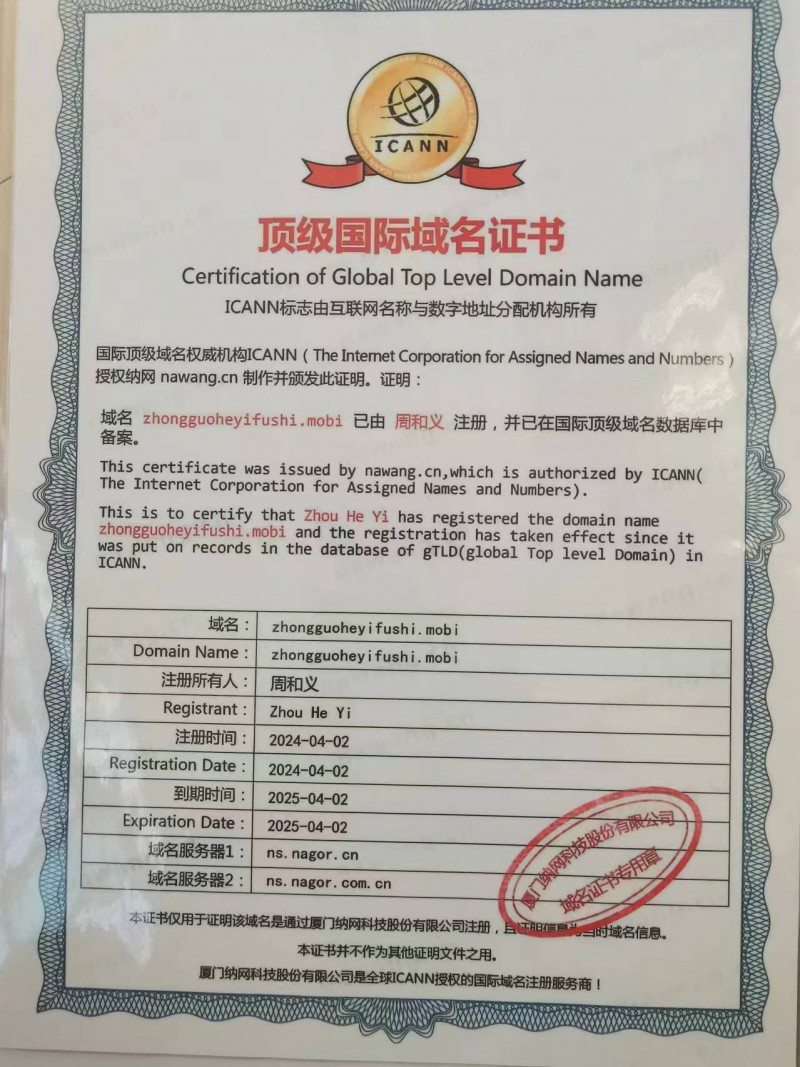 ICANN
顶级国际域名证书
Certification of Global Top Level Domain Name
ICANN标志由互联网名称与数字地址分配机构所有
国际顶级域名权威机构ICANN（The Internet Corporation for Assigned Names and Numbers）
授权纳网 nawang.cn 制作并颁发此证明。证明：
域名 zhongguoheyifushi.mobi 已由 周和义 注册，并已在国际顶级域名数据库中
备案。
This certificate was issued by nawang.cn,which is authorized by ICANN(
The Internet Corporation for Assigned Names and Numbers).
This is to certify that Zhou He Yi has registered the domain name
zhongguoheyifushi.mobi and the registration has taken effect since it
was put on records in the database of gTLD(global Top level Domain) in
ICANN.
域名： zhongguoheyifushi.mobi
Domain Name： zhongguoheyifushi.mobi
注册所有人： 周和义
Registrant： Zhou He Yi
注册时间： 2024-04-02
Registration Date： 2024-04-02
到期时间： 2025-04-02
Expiration Date： 2025-04-02
域名服务器1： ns.nagor.cn
域名服务器2： ns.nagor.com.cn
厦门纳网科技股份有限公司
域名证书专用章
本证书仅用于证明该域名是通过厦门纳网科技股份有限公司注册，且证明信息为当时域名信息。
本证书并不作为其他证明文件之用。
厦门纳网科技股份有限公司是全球ICANN授权的国际域名注册服务商！